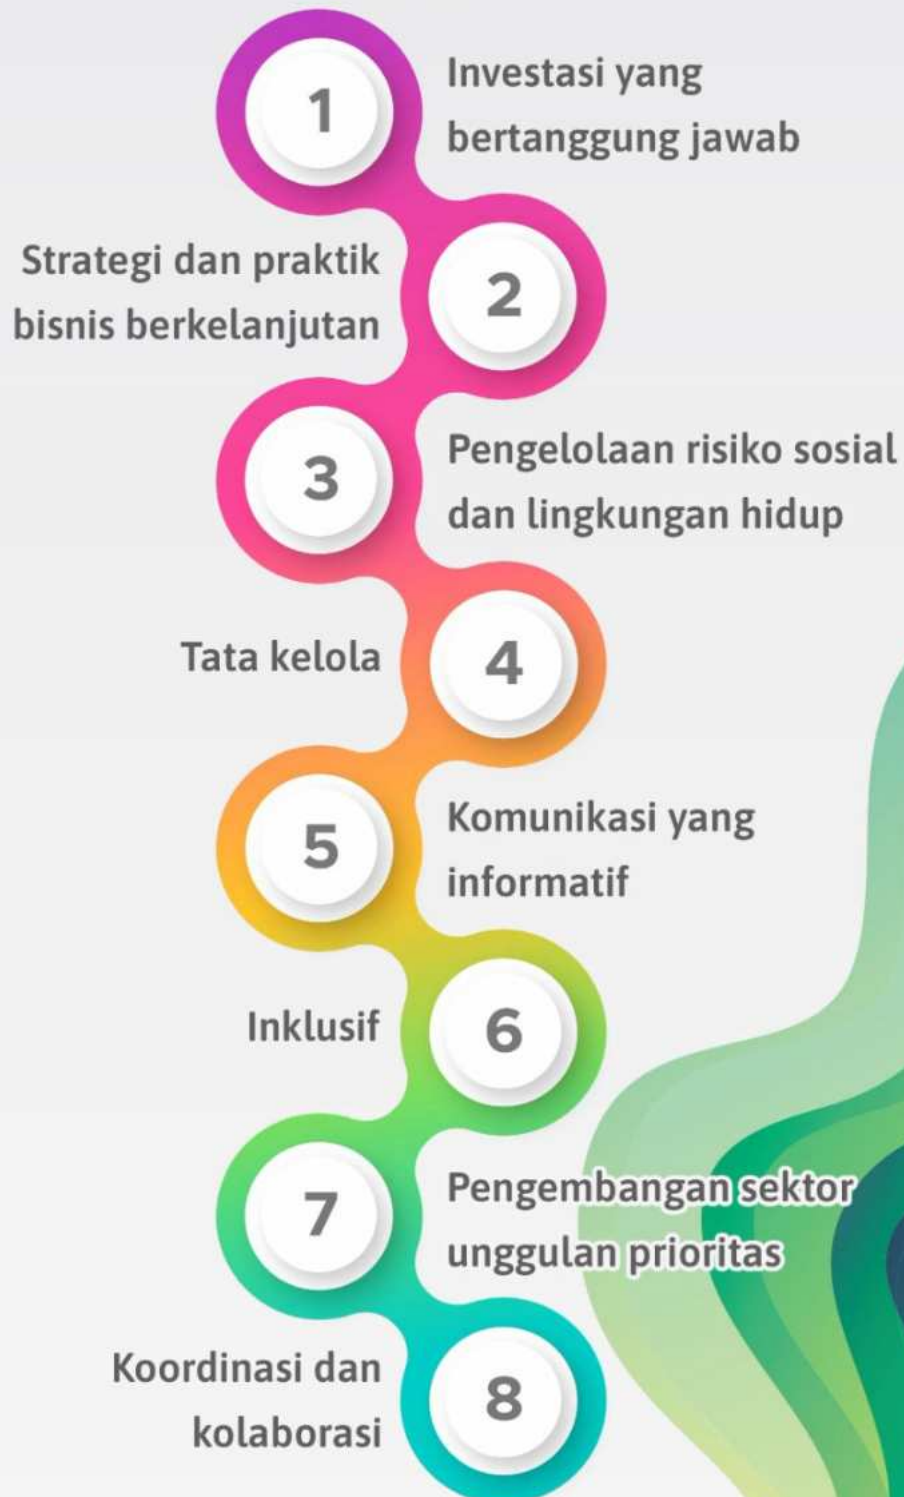 1
Investasi yang
bertanggung jawab
Strategi dan praktik
bisnis berkelanjutan
2
3
Pengelolaan risiko sosial
dan lingkungan hidup
Tata kelola
4
5
Komunikasi yang
informatif
Inklusif
6
7
Pengembangan sektor
unggulan prioritas
Koordinasi dan
kolaborasi
8